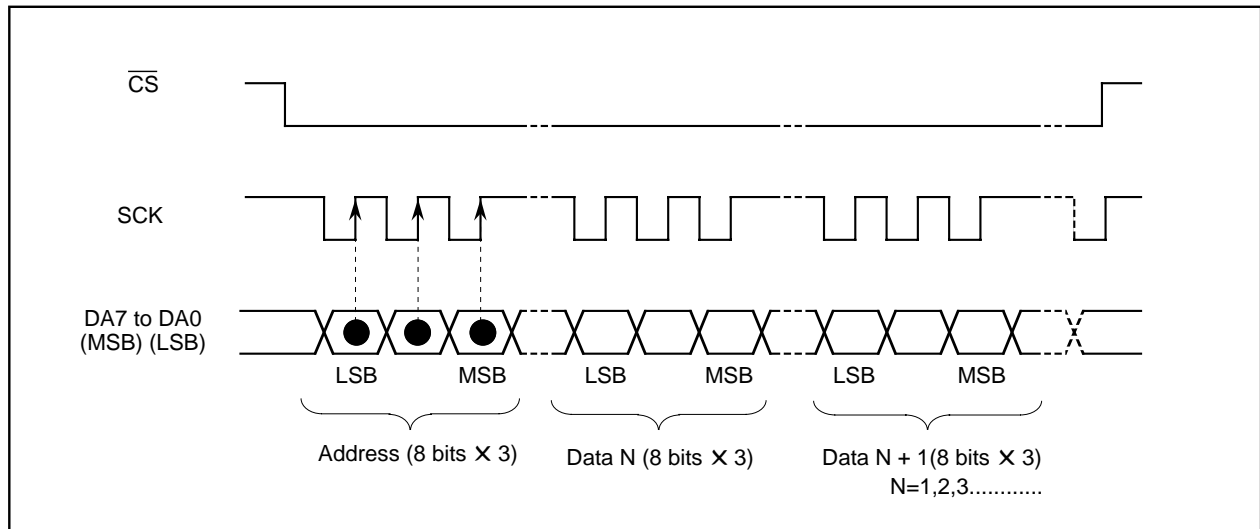 CS
SCK
DA7 to DA0
(MSB) (LSB)
LSB MSB LSB MSB LSB MSB
Address (8 bits × 3) Data N (8 bits × 3) Data N + 1(8 bits × 3)
N=1,2,3............